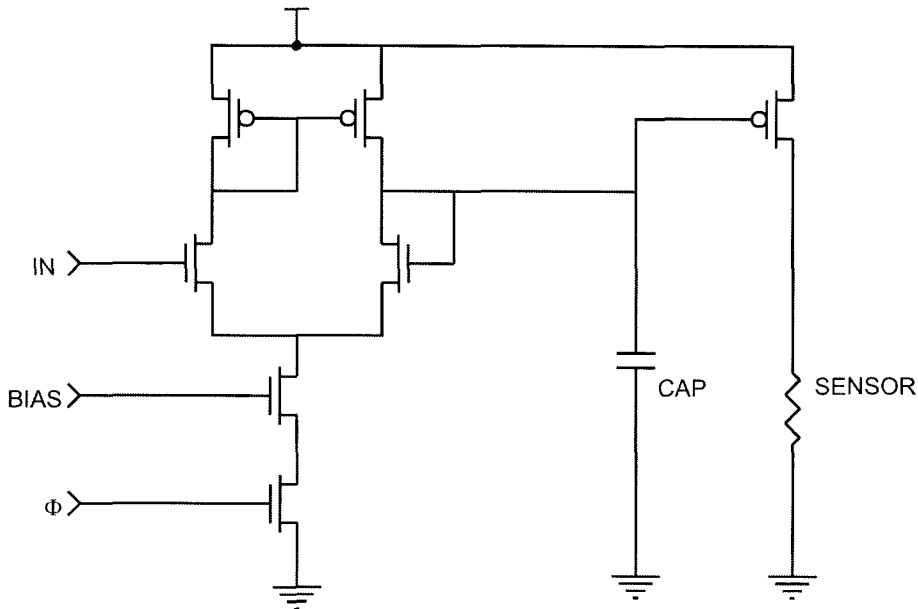 IN
BIAS
Φ
CAP
SENSOR